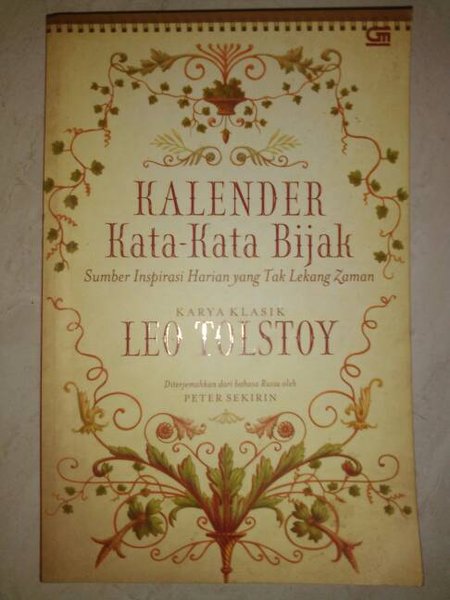 GM
KALENDER
Kata-Kata Bijak
Sumber Inspirasi Harian yang Tak Lekang Zaman
KARYA KLASIK
LEO TOLSTOY
Diterjemahkan dari bahasa Rusia oleh
PETER SEKIRIN